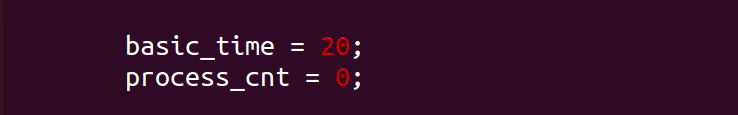 basic_time = 20;
process_cnt = 0;